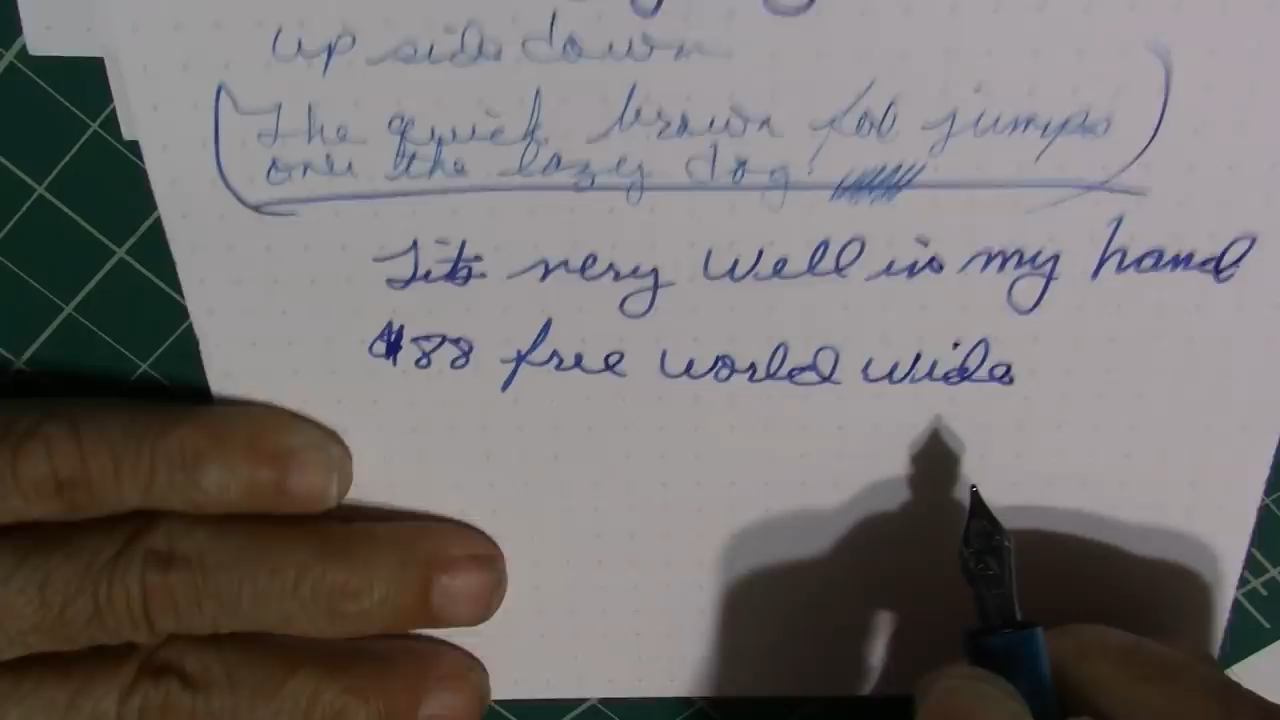 up side down
The quick brown fox jumps
over the lazy dog
Fits very well in my hand
$88 free world wide